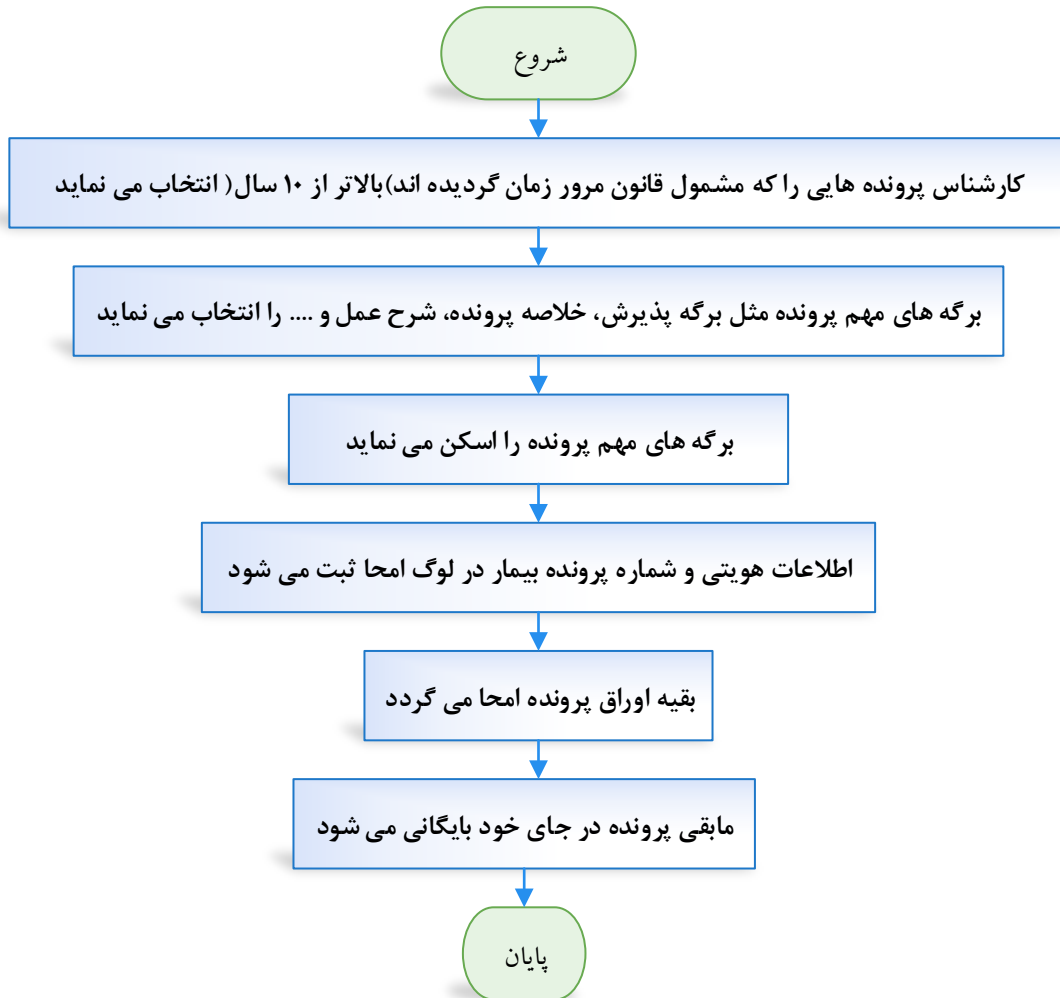 شروع
کارشناس پرونده هایی را که مشمول قانون مرور زمان گردیده اند)بالاتر از ۱۰ سال( انتخاب می نماید
برگه های مهم پرونده مثل برگه پذیرش، خلاصه پرونده، شرح عمل و .... را انتخاب می نماید
برگه های مهم پرونده را اسکن می نماید
اطلاعات هویتی و شماره پرونده بیمار در لوگ امحا ثبت می شود
بقیه اوراق پرونده امحا می گردد
مابقی پرونده در جای خود بایگانی می شود
پایان